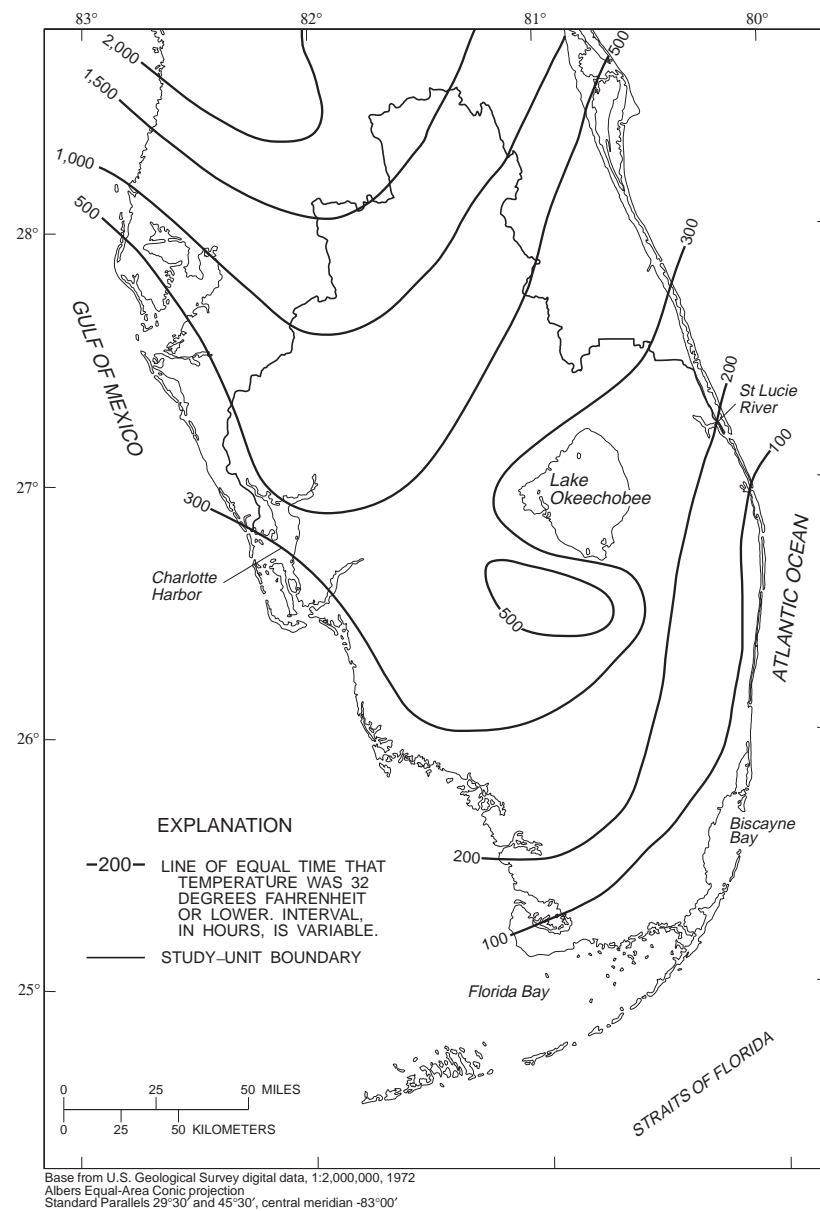 83°
82°
81°
80°
2,000
500
1,500
1,000
500
28°
300
GULF OF MEXICO
200
St Lucie
River
100
27°
Lake
Okeechobee
300
Charlotte
Harbor
500
ATLANTIC OCEAN
26°
EXPLANATION
Biscayne
Bay
200
200 LINE OF EQUAL TIME THAT
TEMPERATURE WAS 32
DEGREES FAHRENHEIT
OR LOWER. INTERVAL,
IN HOURS, IS VARIABLE.
100
STUDY–UNIT BOUNDARY
25°
Florida Bay
STRAITS OF FLORIDA
0 25 50 MILES
0 25 50 KILOMETERS
Base from U.S. Geological Survey digital data, 1:2,000,000, 1972
Albers Equal-Area Conic projection
Standard Parallels 29°30′ and 45°30′, central meridian -83°00′